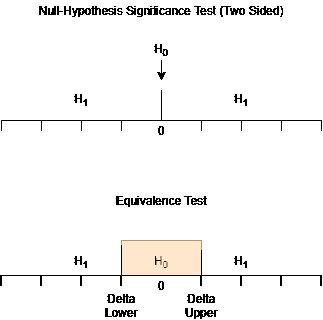 Null-Hypothesis Significance Test (Two Sided)
H0
H1 H1
0
Equivalence Test
H1 H0 H1
0
Delta Lower
Delta Upper